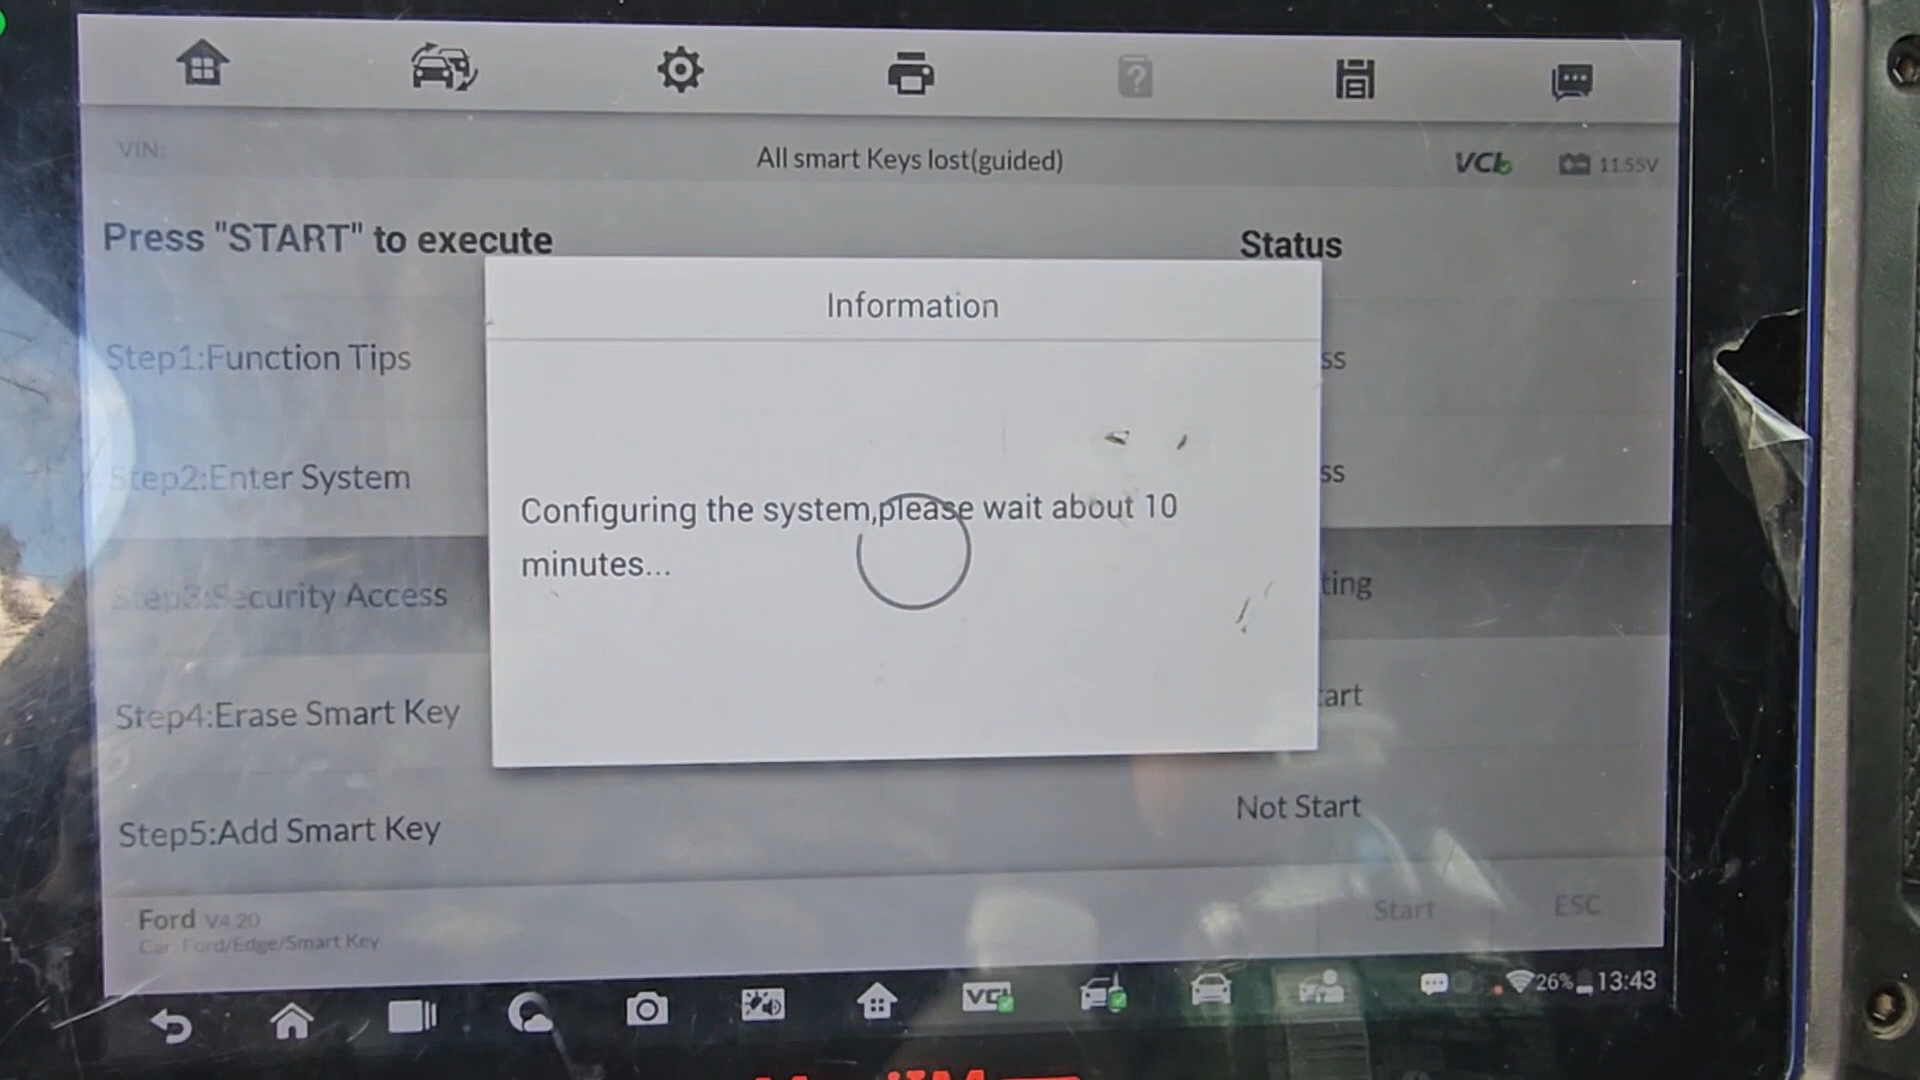 VIN:
All smart Keys lost(guided)
VCI
11.55V
Press "START" to execute
Status
Information
Step1:Function Tips
ss
Step2:Enter System
ss
Configuring the system,please wait about 10
minutes...
Step3:Security Access
ting
Step4:Erase Smart Key
tart
Step5:Add Smart Key
Not Start
Ford V4.20
Car: Ford/Edge/Smart Key
Start
ESC
VCI
26%
13:43